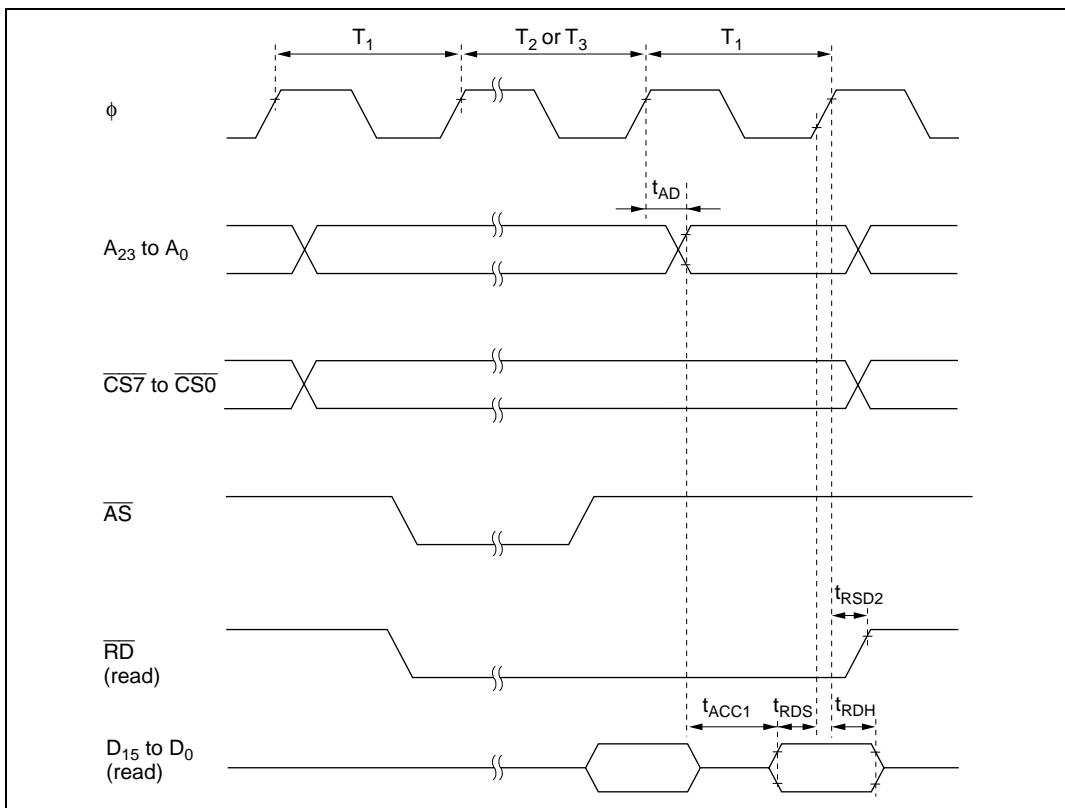 T1 T2 or T3 T1
φ
tAD
A23 to A0
CS7 to CS0
AS
tRSD2
RD
(read)
tACC1 tRDS tRDH
D15 to D0
(read)